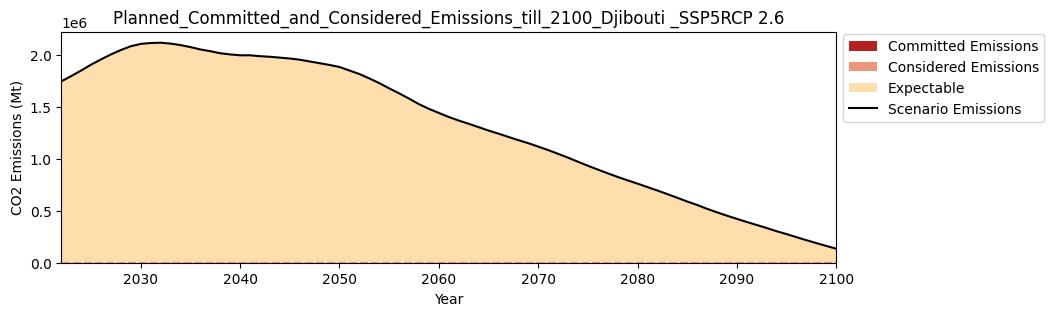 Planned_Committed_and_Considered_Emissions_till_2100_Djibouti _SSP5RCP 2.6
1e6
CO2 Emissions (Mt)
2.0
1.5
1.0
0.5
0.0
2030 2040 2050 2060 2070 2080 2090 2100
Year
Committed Emissions
Considered Emissions
Expectable
Scenario Emissions